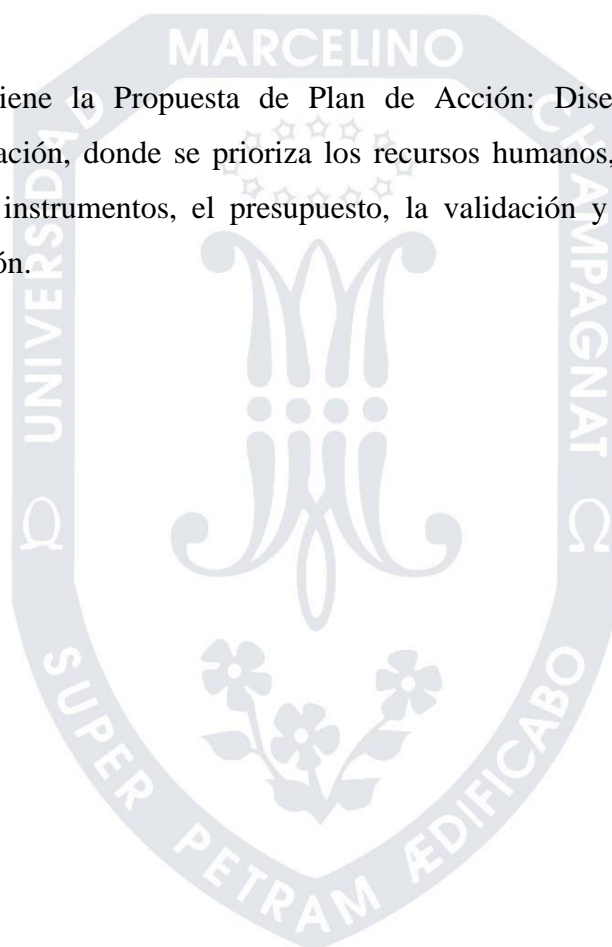 MARCELINO
tiene la Propuesta de Plan de Acción: Dise
ación, donde se prioriza los recursos humanos,
instrumentos, el presupuesto, la validación y
ón.
UNIVERSIDAD
CHAMPAGNAT
Ω Ω
SUPER PETRAM ÆDIFICABO